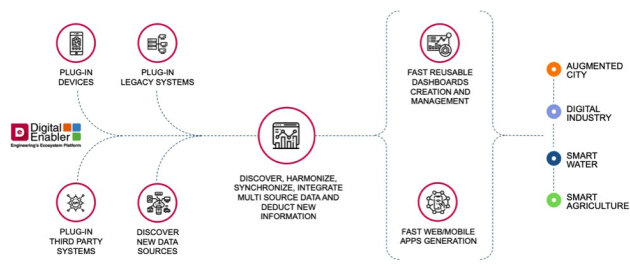 PLUG-IN
DEVICES
PLUG-IN
LEGACY SYSTEMS
D Digital
Enabler
Engineering's Ecosystem Platform
PLUG-IN
THIRD PARTY
SYSTEMS
DISCOVER
NEW DATA
SOURCES
DISCOVER, HARMONIZE,
SYNCHRONIZE, INTEGRATE
MULTI SOURCE DATA AND
DEDUCT NEW
INFORMATION
FAST REUSABLE
DASHBOARDS
CREATION AND
MANAGEMENT
FAST WEB/MOBILE
APPS GENERATION
AUGMENTED
CITY
DIGITAL
INDUSTRY
SMART
WATER
SMART
AGRICULTURE